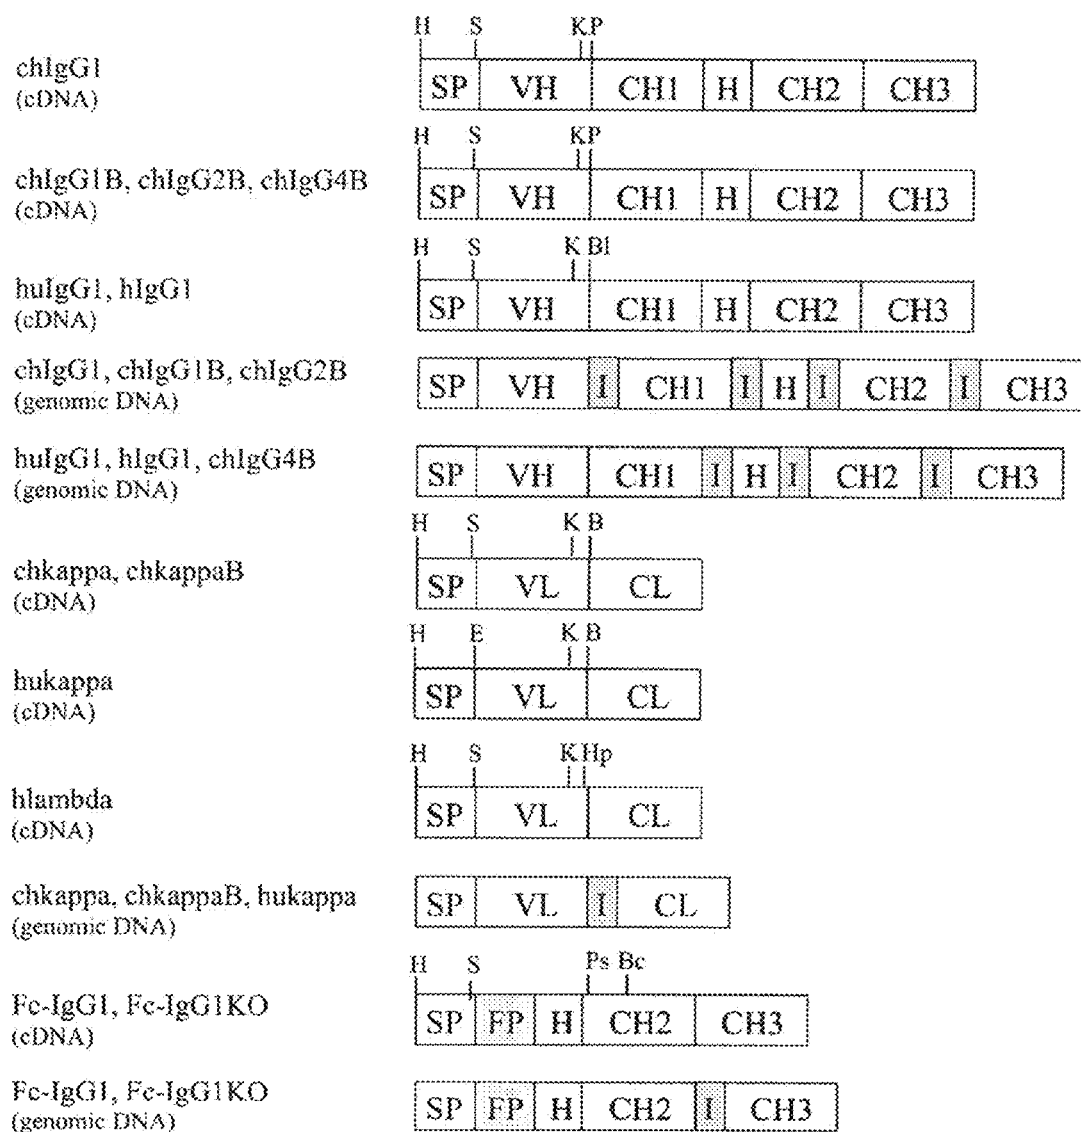 H S KP
chIgG1
(cDNA)
SP VH CH1 H CH2 CH3
H S KP
chIgG1B, chIgG2B, chIgG4B
(cDNA)
SP VH CH1 H CH2 CH3
H S K Bl
huIgG1, hIgG1
(cDNA)
SP VH CH1 H CH2 CH3
chIgG1, chIgG1B, chIgG2B
(genomic DNA)
SP VH I CH1 I H I CH2 I CH3
huIgG1, hIgG1, chIgG4B
(genomic DNA)
SP VH CH1 I H I CH2 I CH3
H S K B
chkappa, chkappaB
(cDNA)
SP VL CL
H E K B
hukappa
(cDNA)
SP VL CL
H S K Hp
hlambda
(cDNA)
SP VL CL
chkappa, chkappaB, hukappa
(genomic DNA)
SP VL I CL
H S Ps Bc
Fc-IgG1, Fc-IgG1KO
(cDNA)
SP FP H CH2 CH3
Fc-IgG1, Fc-IgG1KO
(genomic DNA)
SP FP H CH2 I CH3